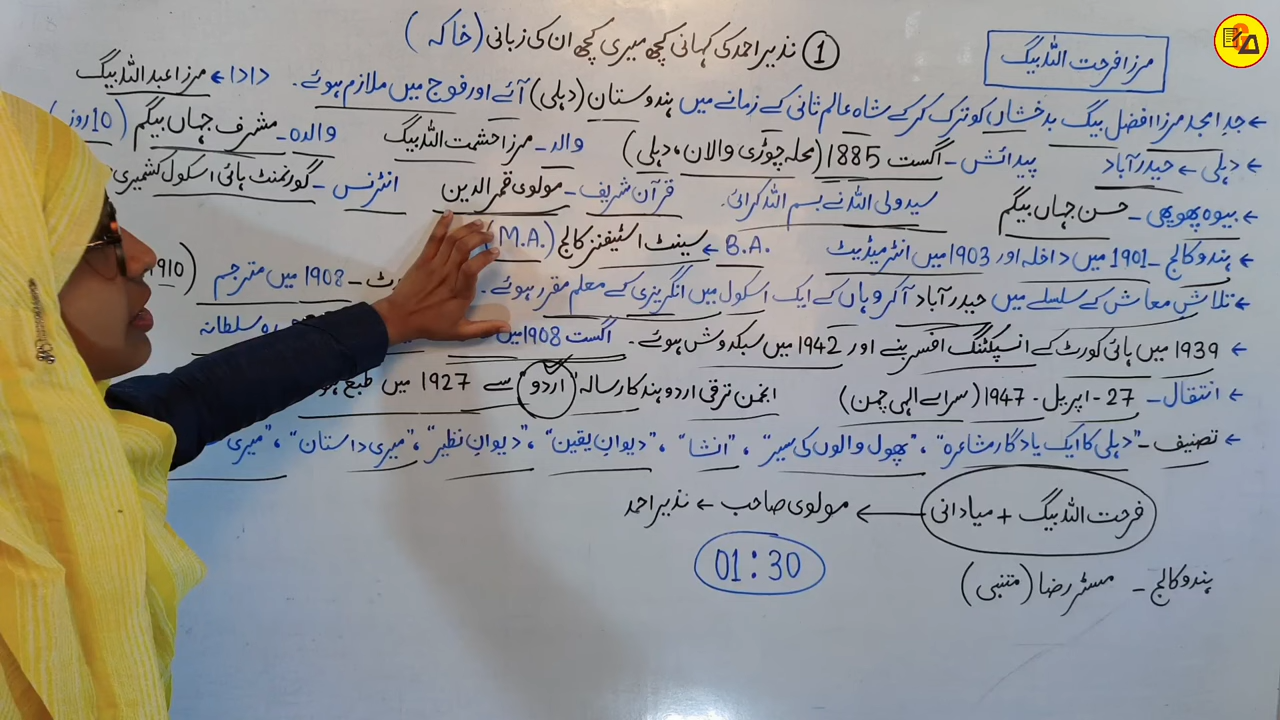 مرزا فرحت اللہ بیگ
① نذیر احمد کی کہانی کچھ میری کچھ ان کی زبانی (خاکہ)
← جدِ امجد مرزا افضل بیگ بدخشاں کو ترک کر کے شاہ عالم ثانی کے زمانے میں ہندوستان (دہلی) آئے اور فوج میں ملازم ہوئے۔ دادا ← مرزا عبداللہ بیگ
← دہلی ← حیدرآباد پیدائش - اگست 1885 (محلہ چوڑی والان، دہلی) والد - مرزا حشمت اللہ بیگ والدہ - مشرف جہاں بیگم (10 روز)
← بیوہ پھوپھی - حسن جہاں بیگم سید ولی اللہ نے بسم اللہ کرائی۔ قرآن شریف - مولوی قمرالدین انٹرنس - گورنمنٹ ہائی اسکول کشمیری
← ہندو کالج - 1901 میں داخلہ اور 1903 میں انٹرمیڈیٹ B.A. ← سینٹ اسٹیفنز کالج (M.A.)
← تلاش معاش کے سلسلے میں حیدرآباد آکر وہاں کے ایک اسکول میں انگریزی کے معلم مقرر ہوئے۔ رٹ - 1908 میں مترجم (1910
← 1939 میں ہائی کورٹ کے انسپکٹنگ افسر بنے اور 1942 میں سبکدوش ہوئے۔ اگست 1908 میں ہ سلطانہ
← انتقال - 27 - اپریل - 1947 (سرائے الہی چمن) انجمن ترقی اردو ہند کا رسالہ "اردو" سے 1927 میں طبع
← تصنیف - "دہلی کا ایک یادگار مشاعرہ"، "پھول والوں کی سیر"، "انشا"، "دیوانِ یقین"، "دیوانِ نظیر"، "میری داستان"، "میری
فرحت اللہ بیگ + میاں دانی ← مولوی صاحب ← نذیر احمد
01:30
ہندو کالج - مسٹر رضا (متبنی)